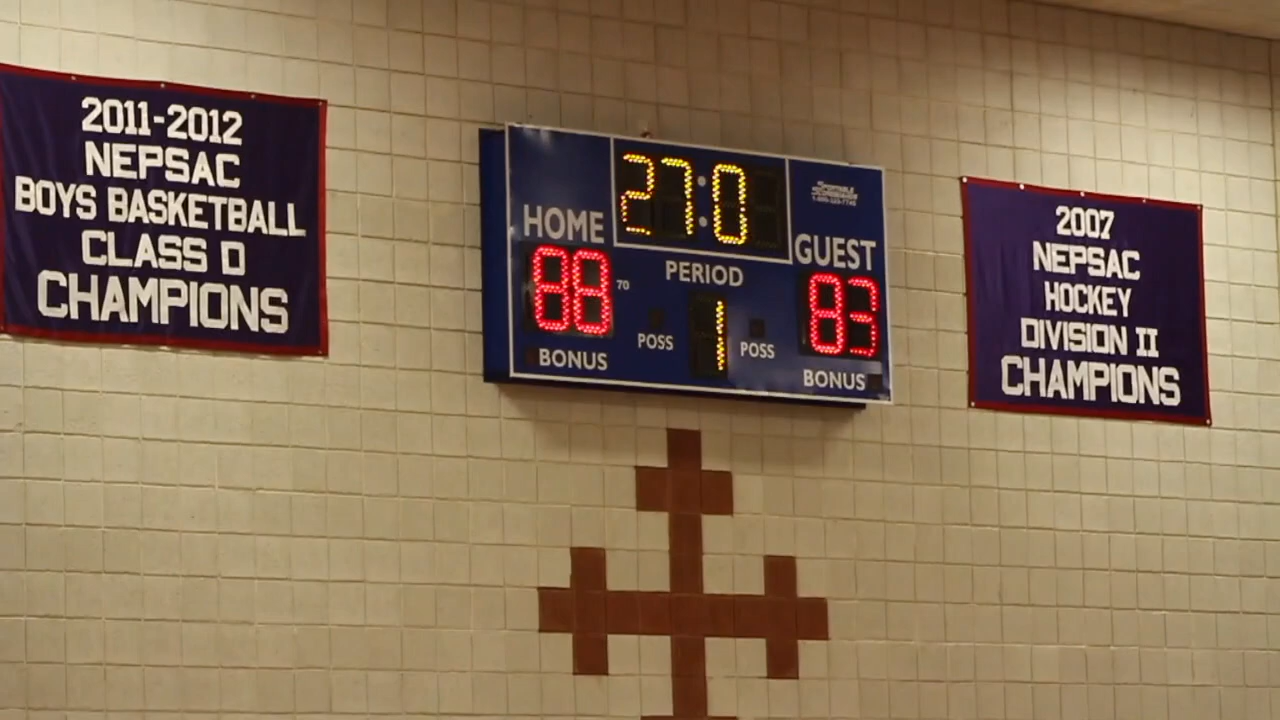 2011-2012
NEPSAC
BOYS BASKETBALL
CLASS D
CHAMPIONS
27:0
HOME
GUEST
PERIOD
88
70
83
1
POSS
POSS
BONUS
BONUS
2007
NEPSAC
HOCKEY
DIVISION II
CHAMPIONS